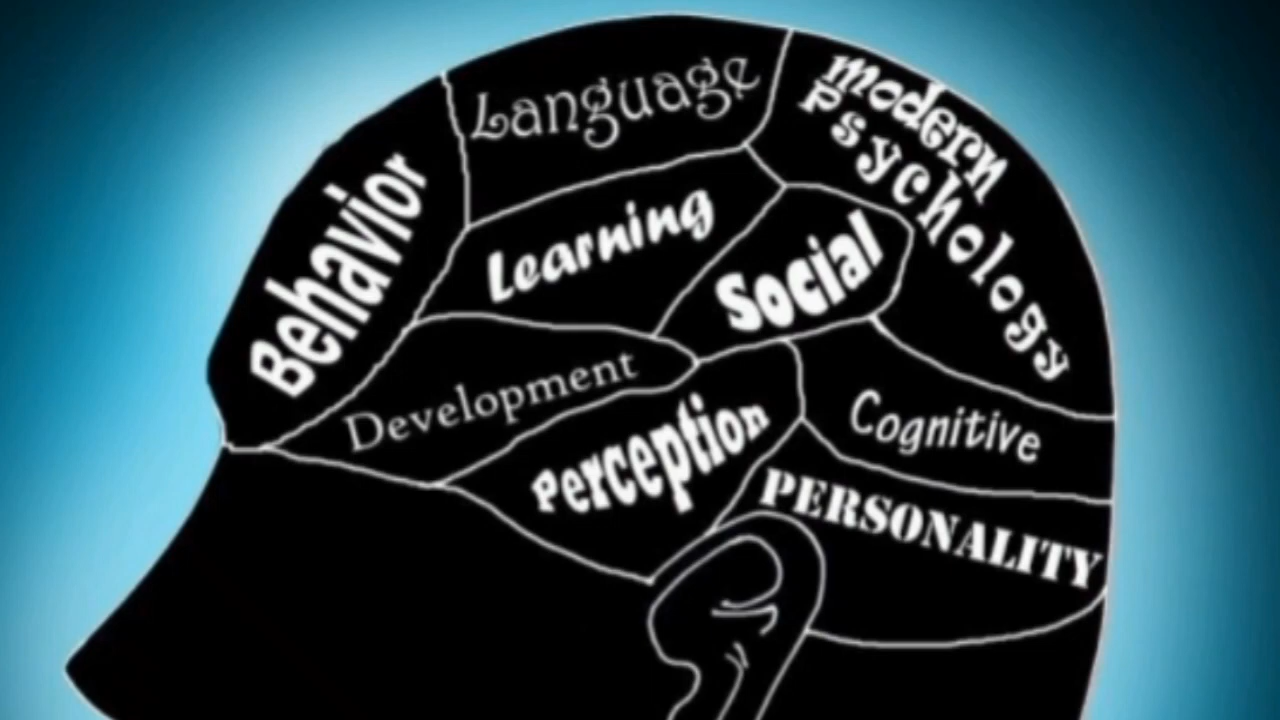 Language
modern
Psychology
Behavior
Learning
Social
Development
Perception
Cognitive
PERSONALITY